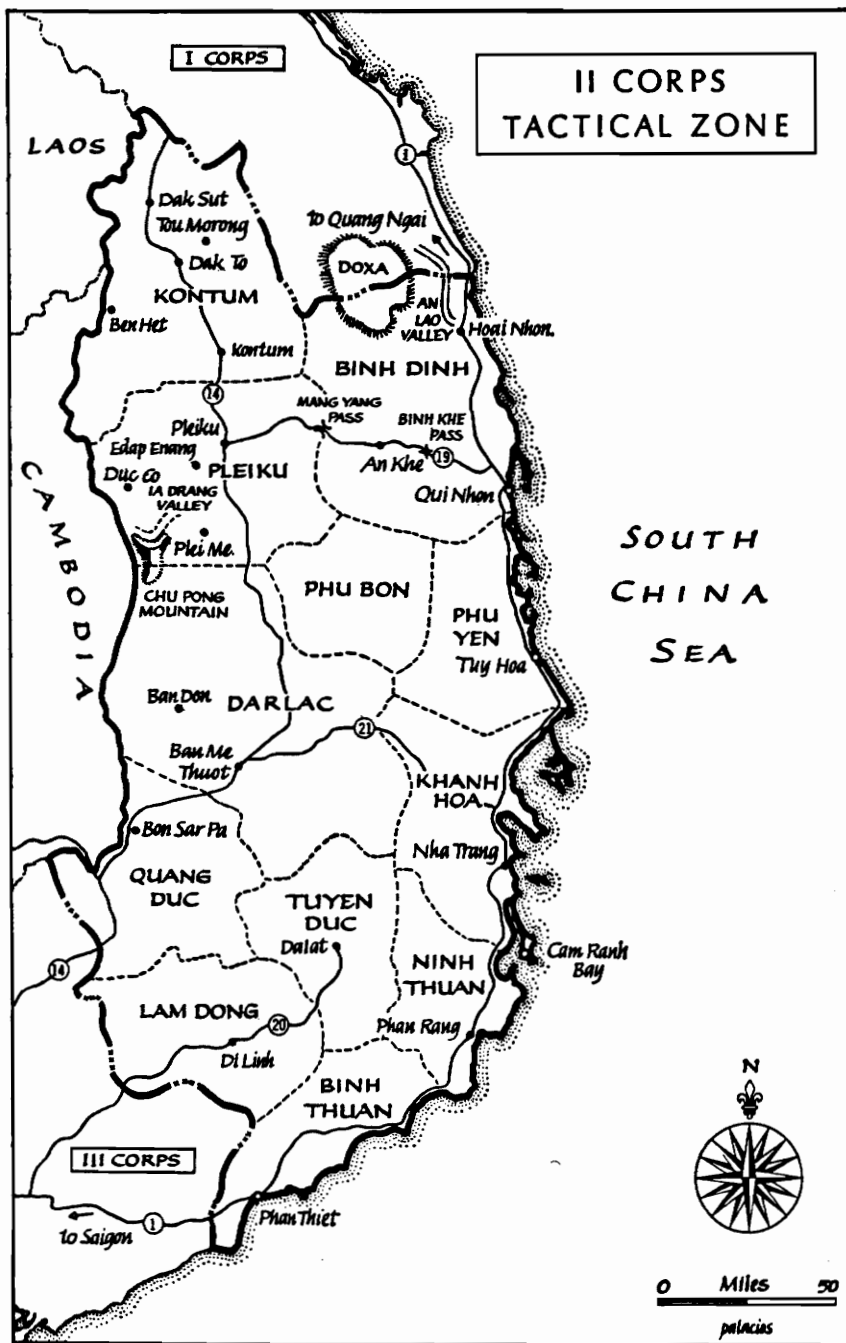 I CORPS
II CORPS
TACTICAL ZONE
LAOS
1
Dak Sut
Tou Morong
to Quang Ngai
Dak To
DOXA
KONTUM
AN
LAO
VALLEY
Ben Het
Hoai Nhon.
Kontum
BINH DINH
14
MANG YANG
PASS
BINH KHE
PASS
Pleiku
Edap Enang
PLEIKU
An Khe
19
Duc Co
IA DRANG
VALLEY
Qui Nhon
CAMBODIA
Plei Me.
SOUTH
CHINA
SEA
CHU PONG
MOUNTAIN
PHU BON
PHU
YEN
Tuy Hoa
Ban Don
DARLAC
21
Ban Me
Thuot
KHANH
HOA
Bon Sar Pa
Nha Trang
QUANG
DUC
TUYEN
DUC
Dalat
Cam Ranh
Bay
14
NINH
THUAN
LAM DONG
20
Phan Rang
Di Linh
BINH
THUAN
N
III CORPS
Phan Thiet
1
to Saigon
0 Miles 50
palacios